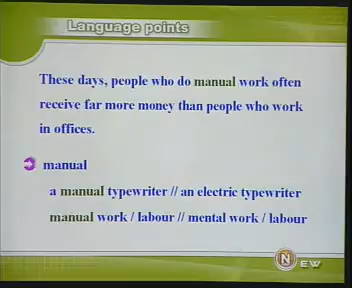 Language points
These days, people who do manual work often
receive far more money than people who work
in offices.
manual
a manual typewriter // an electric typewriter
manual work / labour // mental work / labour
NEW